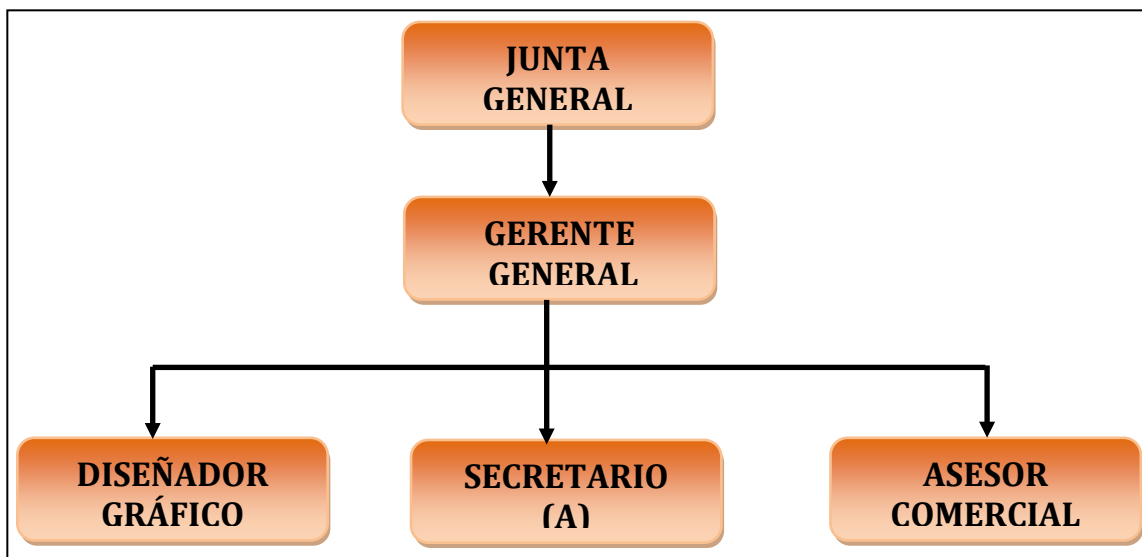 JUNTA
GENERAL
GERENTE
GENERAL
DISEÑADOR
GRÁFICO
SECRETARIO
(A)
ASESOR
COMERCIAL